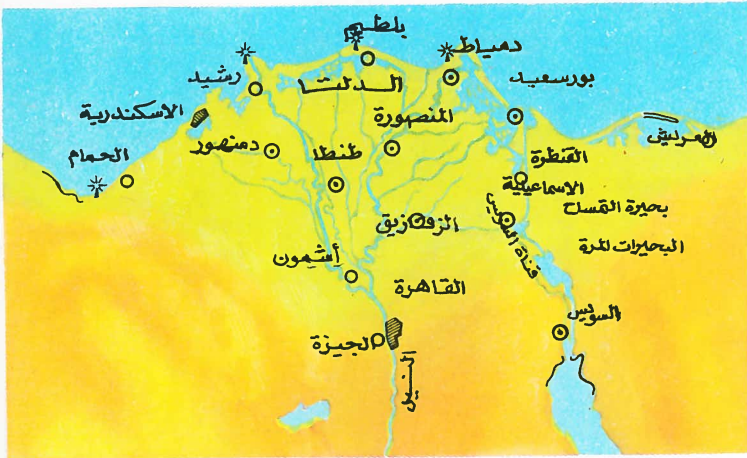 بلطيم
دمياط
رشيد
الدلتا
بورسعيد
الاسكندرية
المنصورة
العريش
دمنهور
طنطا
القنطرة
الحمام
الاسماعيلية
بحيرة التمساح
الزقازيق
قناة السويس
البحيرات المرة
أشمون
القاهرة
السويس
الجيزة
النيل